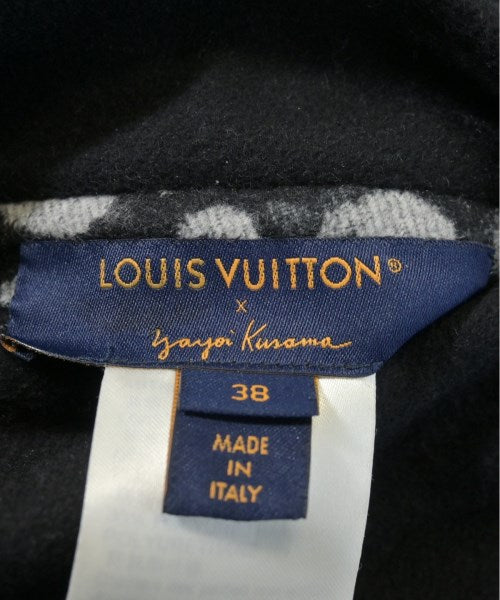 LOUIS VUITTON®
x
Yayoi Kusama
38
MADE
IN
ITALY